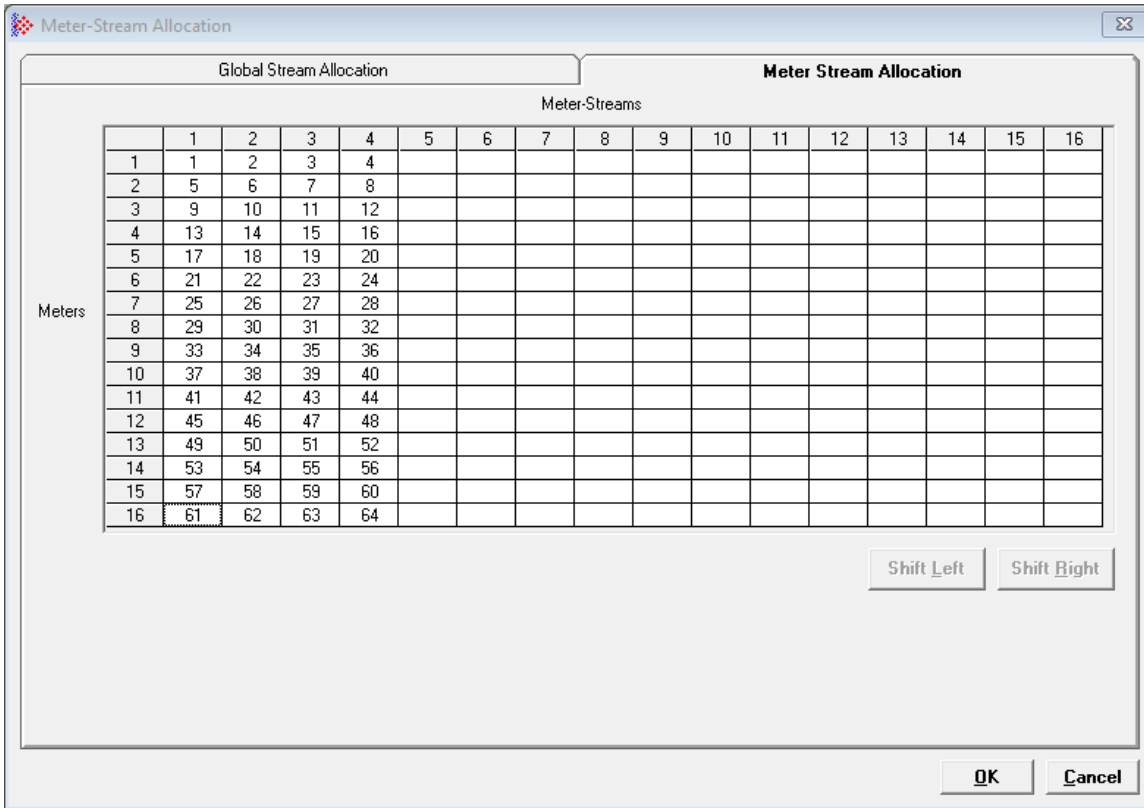 Meter-Stream Allocation
Global Stream Allocation Meter Stream Allocation
Meter-Streams
1 2 3 4 5 6 7 8 9 10 11 12 13 14 15 16
1 1 2 3 4
2 5 6 7 8
3 9 10 11 12
4 13 14 15 16
5 17 18 19 20
6 21 22 23 24
Meters
7 25 26 27 28
8 29 30 31 32
9 33 34 35 36
10 37 38 39 40
11 41 42 43 44
12 45 46 47 48
13 49 50 51 52
14 53 54 55 56
15 57 58 59 60
16 61 62 63 64
Shift Left Shift Right
OK Cancel